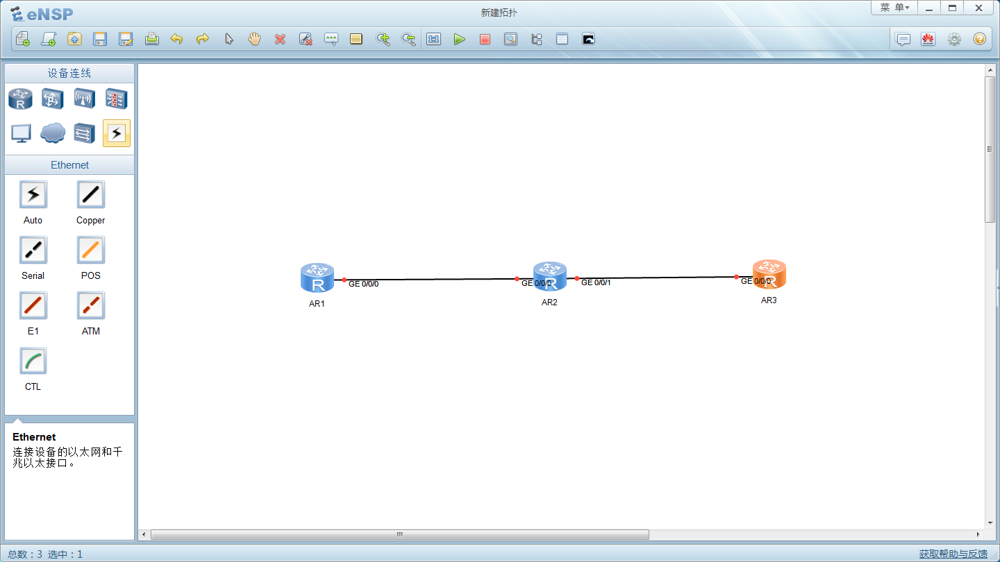 eNSP
新建拓扑
菜 单
1:1
设备连线
R
Ethernet
Auto
Copper
Serial
POS
E1
ATM
CTL
Ethernet
连接设备的以太网和千
兆以太接口。
R
GE 0/0/0
AR1
GE 0/0/0
R
GE 0/0/1
AR2
GE 0/0/0
R
AR3
总数：3 选中：1
获取帮助与反馈